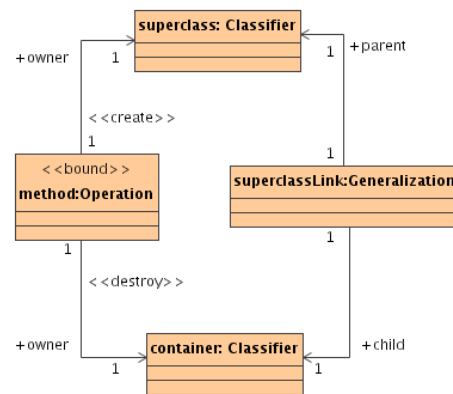 superclass: Classifier
+owner
1
1
+parent
<<create>>
1
1
<<bound>>
method:Operation
superclassLink:Generalization
1
1
<<destroy>>
+owner
container: Classifier
+child
1
1